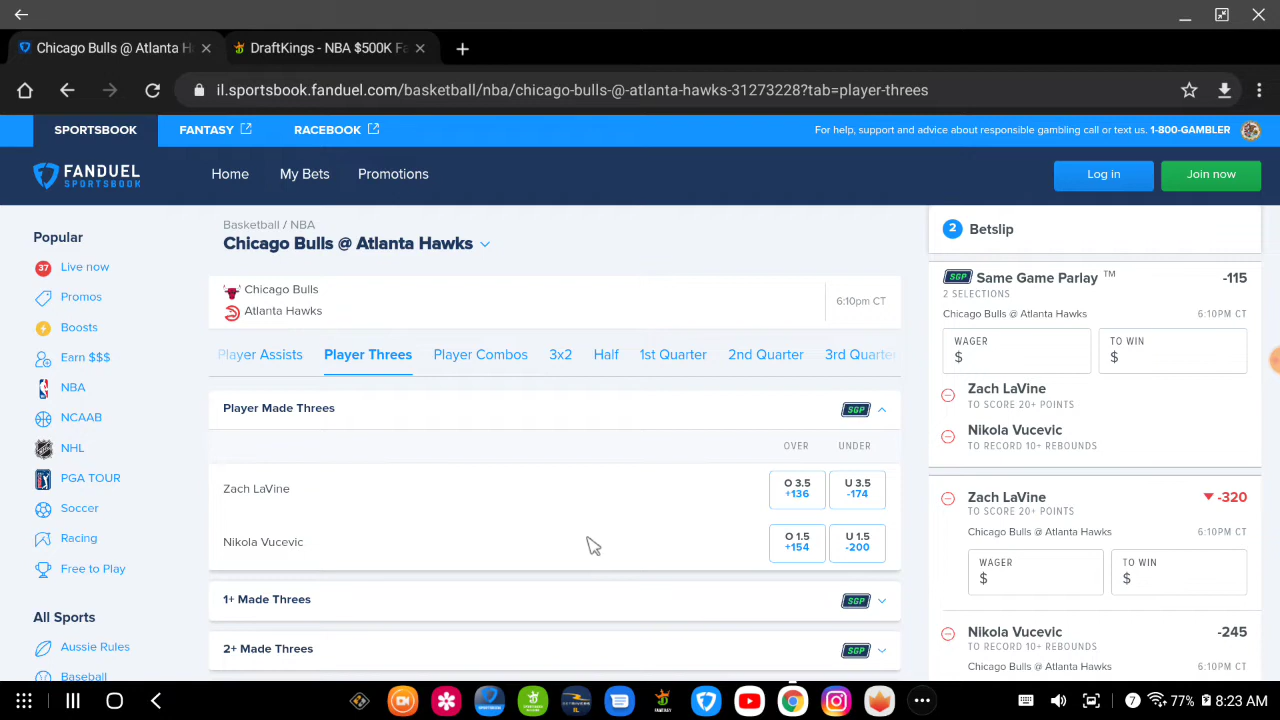 Chicago Bulls @ Atlanta H
DraftKings - NBA $500K Fa
il.sportsbook.fanduel.com/basketball/nba/chicago-bulls-@-atlanta-hawks-31273228?tab=player-threes
SPORTSBOOK
FANTASY
RACEBOOK
For help, support and advice about responsible gambling call or text us. 1-800-GAMBLER
FANDUEL
SPORTSBOOK
Home
My Bets
Promotions
Log in
Join now
Popular
37 Live now
Promos
Boosts
Earn $$$
NBA
NCAAB
NHL
PGA TOUR
Soccer
Racing
Free to Play
All Sports
Aussie Rules
Baseball
Basketball / NBA
Chicago Bulls @ Atlanta Hawks
Chicago Bulls
Atlanta Hawks
6:10pm CT
Player Assists
Player Threes
Player Combos
3x2
Half
1st Quarter
2nd Quarter
3rd Quarte
Player Made Threes
SGP
OVER
UNDER
Zach LaVine
O 3.5
+136
U 3.5
-174
Nikola Vucevic
O 1.5
+154
U 1.5
-200
1+ Made Threes
SGP
2+ Made Threes
SGP
2 Betslip
SGP Same Game Parlay TM -115
2 SELECTIONS
Chicago Bulls @ Atlanta Hawks 6:10PM CT
WAGER
$
TO WIN
$
Zach LaVine
TO SCORE 20+ POINTS
Nikola Vucevic
TO RECORD 10+ REBOUNDS
Zach LaVine -320
TO SCORE 20+ POINTS
Chicago Bulls @ Atlanta Hawks 6:10PM CT
WAGER
$
TO WIN
$
Nikola Vucevic -245
TO RECORD 10+ REBOUNDS
Chicago Bulls @ Atlanta Hawks 6:10PM CT
7 77% 8:23 AM